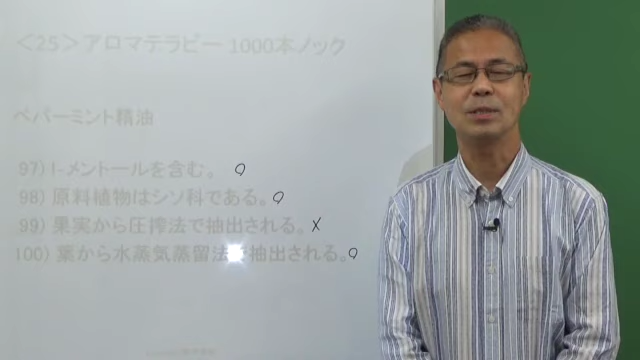 ＜25＞アロマテラピー 1000本ノック
ペパーミント精油
97) l-メントールを含む。 ○
98) 原料植物はシソ科である。○
99) 果実から圧搾法で抽出される。×
100) 葉から水蒸気蒸留法で抽出される。○